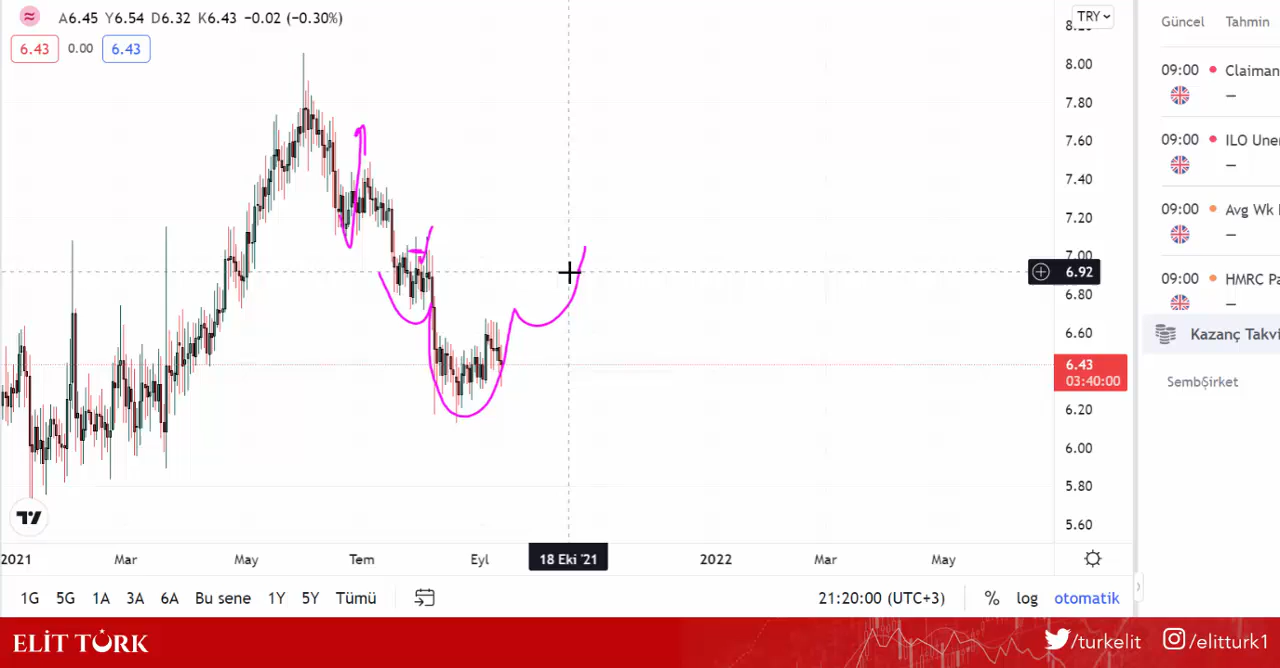 A6.45 Y6.54 D6.32 K6.43 −0.02 (−0.30%)
6.43 0.00 6.43
TRY
8.00
7.80
7.60
7.40
7.20
7.00
6.92
6.80
6.60
6.43
03:40:00
6.20
6.00
5.80
5.60
2021 Mar May Tem Eyl 18 Eki '21 2022 Mar May
1G 5G 1A 3A 6A Bu sene 1Y 5Y Tümü 21:20:00 (UTC+3) % log otomatik
Güncel Tahmin
09:00 Claiman
–
09:00 ILO Une
–
09:00 Avg Wk
–
09:00 HMRC Pa
–
Kazanç Takvi
Semb Şirket
ELİT TÜRK
/turkelit /elitturk1